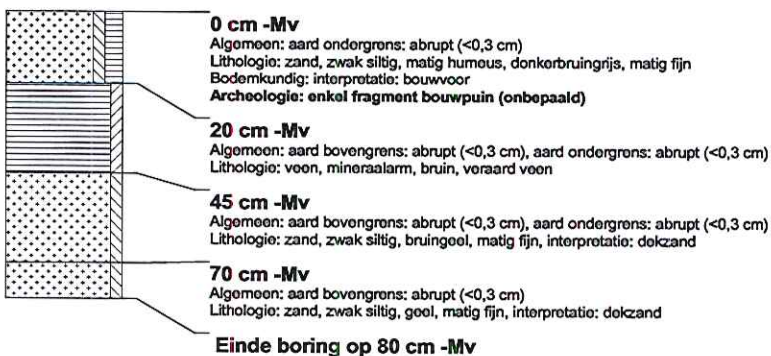 0 cm -Mv
Algemeen: aard ondergrens: abrupt (<0,3 cm)
Lithologie: zand, zwak siltig, matig humeus, donkerbruingrijs, matig fijn
Bodemkundig: interpretatie: bouwvoor
Archeologie: enkel fragment bouwpuin (onbepaald)
20 cm -Mv
Algemeen: aard bovengrens: abrupt (<0,3 cm), aard ondergrens: abrupt (<0,3 cm)
Lithologie: veen, mineraalarm, bruin, veraard veen
45 cm -Mv
Algemeen: aard bovengrens: abrupt (<0,3 cm), aard ondergrens: abrupt (<0,3 cm)
Lithologie: zand, zwak siltig, bruingeel, matig fijn, interpretatie: dekzand
70 cm -Mv
Algemeen: aard bovengrens: abrupt (<0,3 cm)
Lithologie: zand, zwak siltig, geel, matig fijn, interpretatie: dekzand
Einde boring op 80 cm -Mv